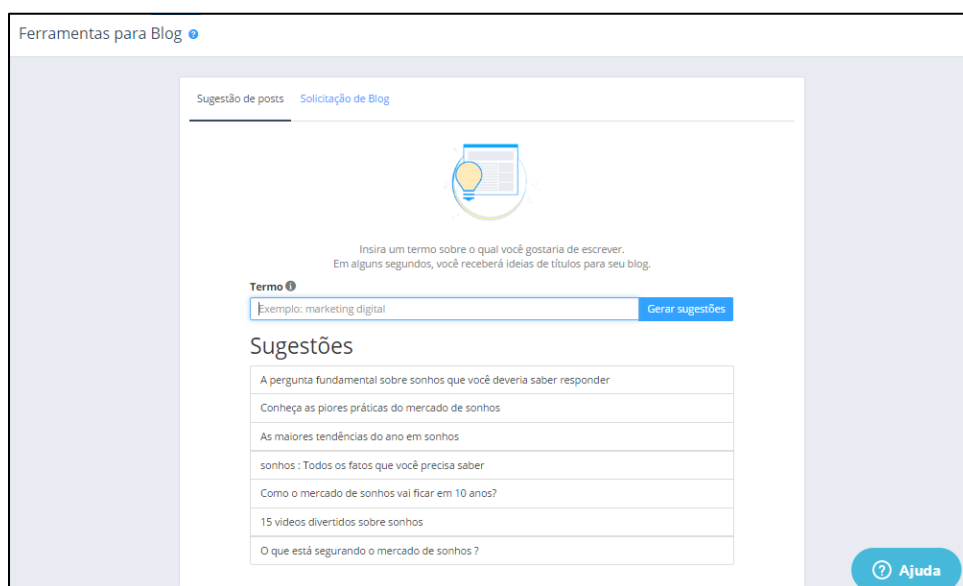 Ferramentas para Blog
Sugestão de posts Solicitação de Blog
Insira um termo sobre o qual você gostaria de escrever.
Em alguns segundos, você receberá ideias de títulos para seu blog.
Termo
Exemplo: marketing digital Gerar sugestões
Sugestões
A pergunta fundamental sobre sonhos que você deveria saber responder
Conheça as piores práticas do mercado de sonhos
As maiores tendências do ano em sonhos
sonhos : Todos os fatos que você precisa saber
Como o mercado de sonhos vai ficar em 10 anos?
15 videos divertidos sobre sonhos
O que está segurando o mercado de sonhos ?
Ajuda